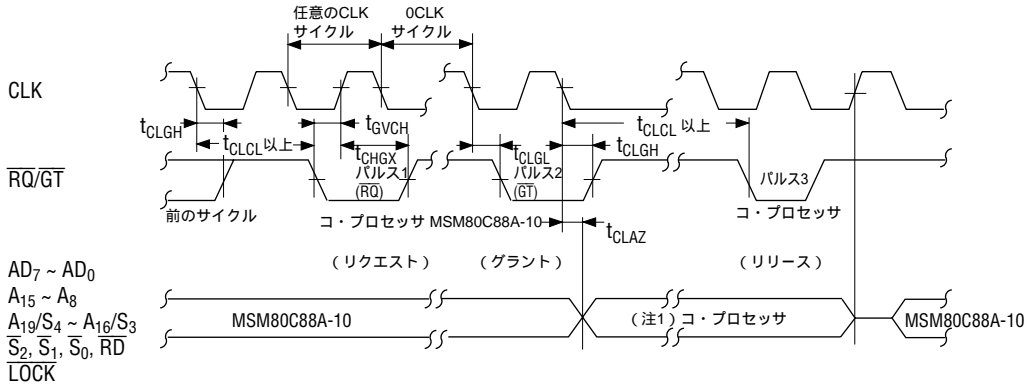 任意のCLK
サイクル
0CLK
サイクル
CLK
tCLGH
tCLCL以上
tGVCH
tCHGX
tCLGL
tCLCL 以上
tCLGH
RQ/GT
前のサイクル
パルス1
(RQ)
パルス2
(GT)
パルス3
コ・プロセッサ MSM80C88A-10
コ・プロセッサ
tCLAZ
(リクエスト)
(グラント)
(リリース)
AD7 ~ AD0
A15 ~ A8
A19/S4 ~ A16/S3
S2, S1, S0, RD
LOCK
MSM80C88A-10
(注1)コ・プロセッサ
MSM80C88A-10